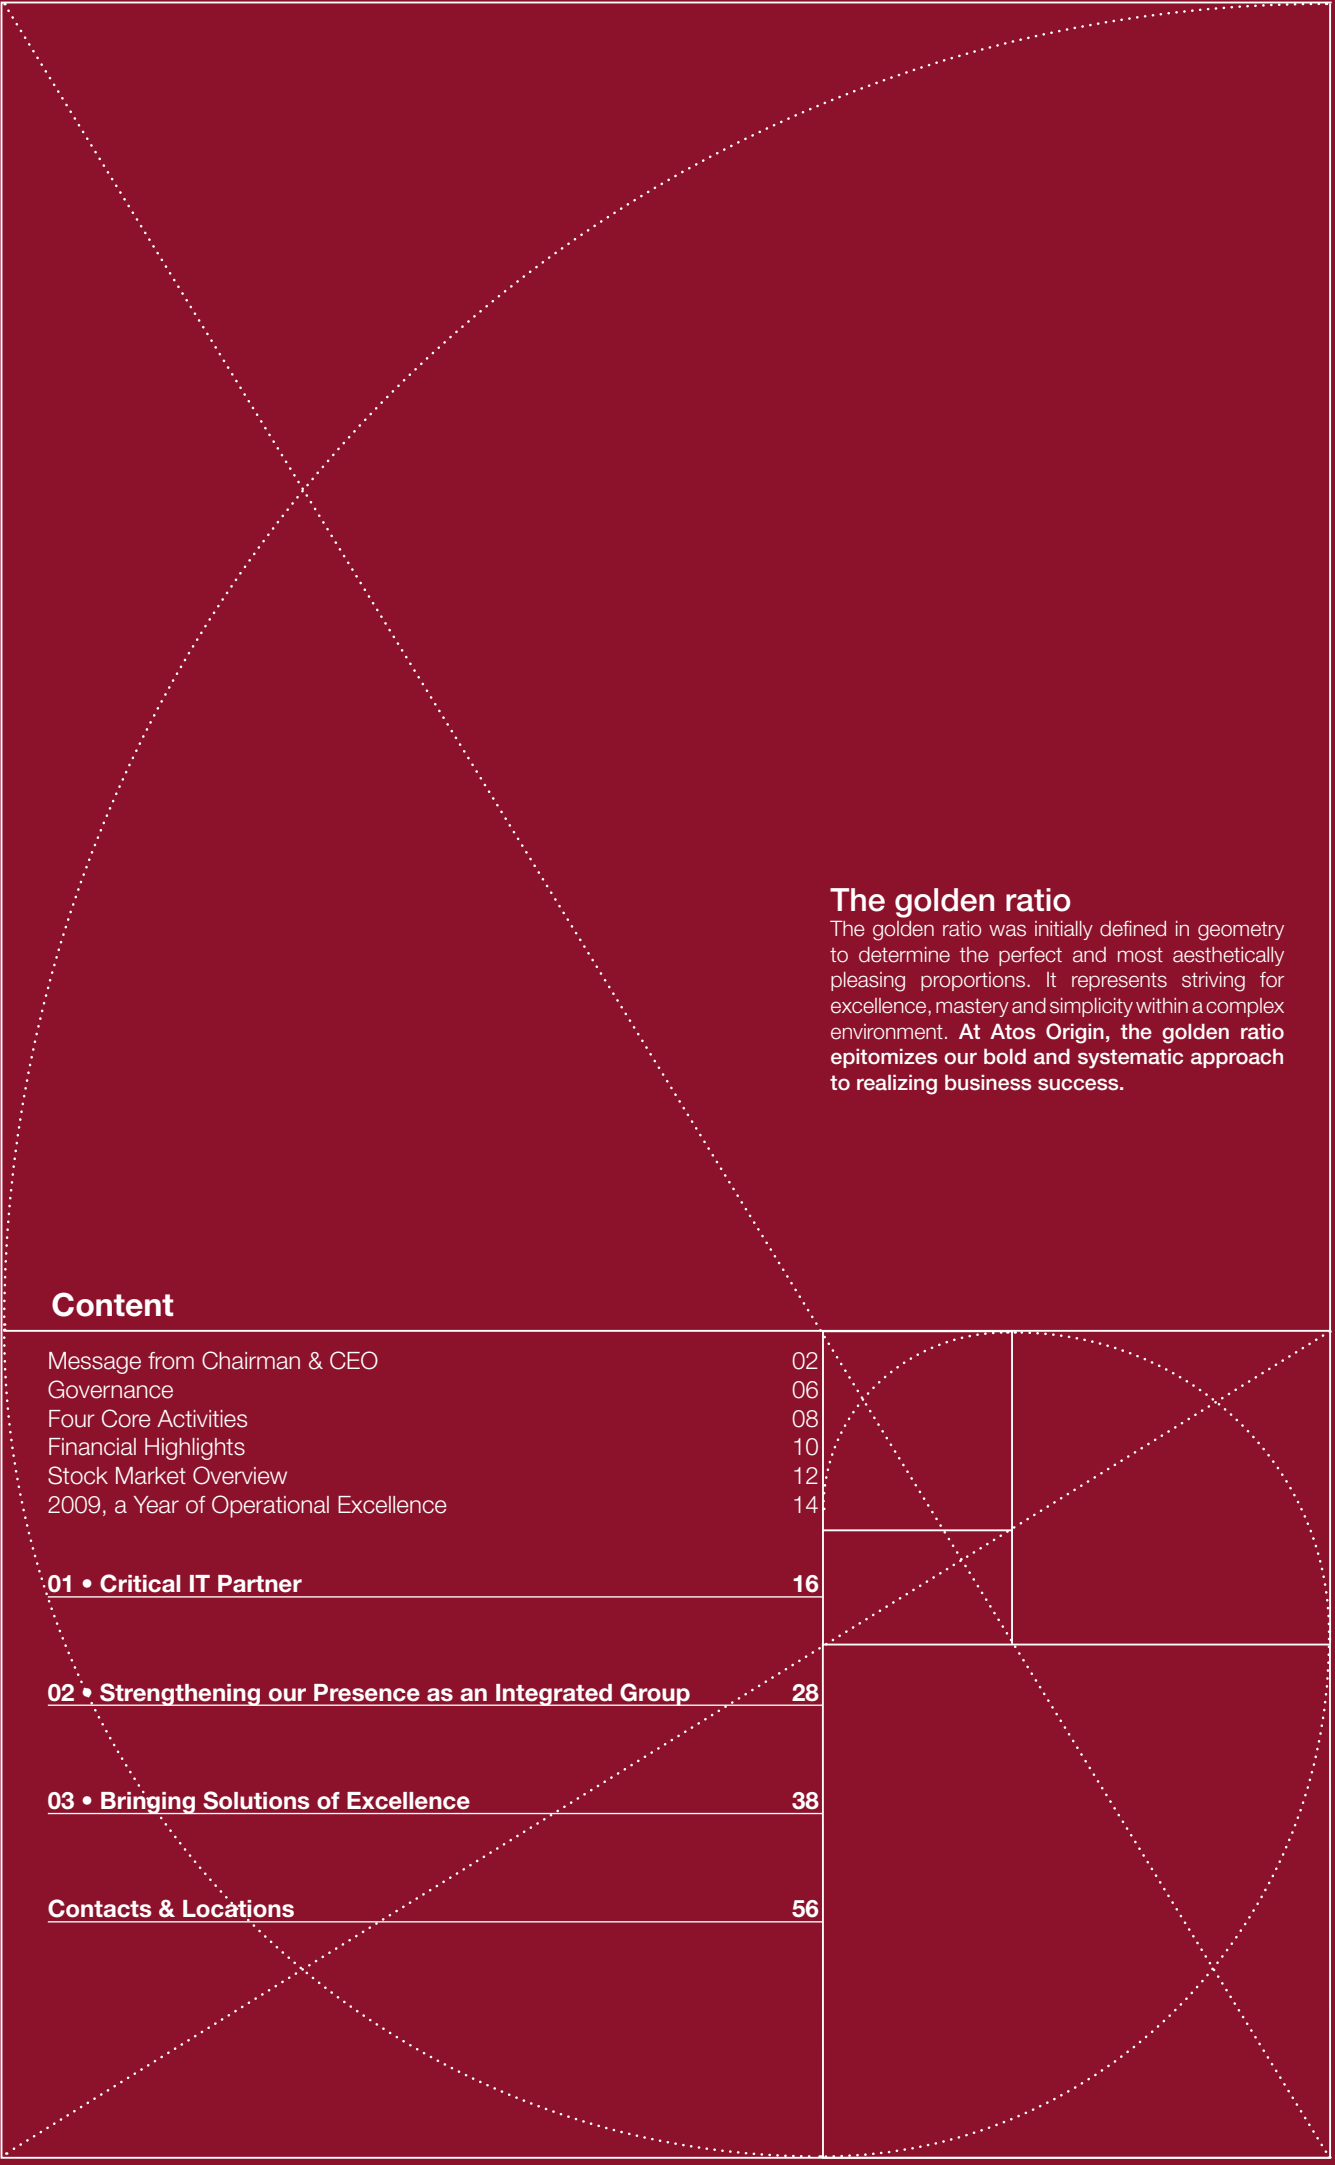 The golden ratio
The golden ratio was initially defined in geometry
to determine the perfect and most aesthetically
pleasing proportions. It represents striving for
excellence, mastery and simplicity within a complex
environment. At Atos Origin, the golden ratio
epitomizes our bold and systematic approach
to realizing business success.
Content
Message from Chairman & CEO 02
Governance 06
Four Core Activities 08
Financial Highlights 10
Stock Market Overview 12
2009, a Year of Operational Excellence 14
01 • Critical IT Partner 16
02 • Strengthening our Presence as an Integrated Group 28
03 • Bringing Solutions of Excellence 38
Contacts & Locations 56